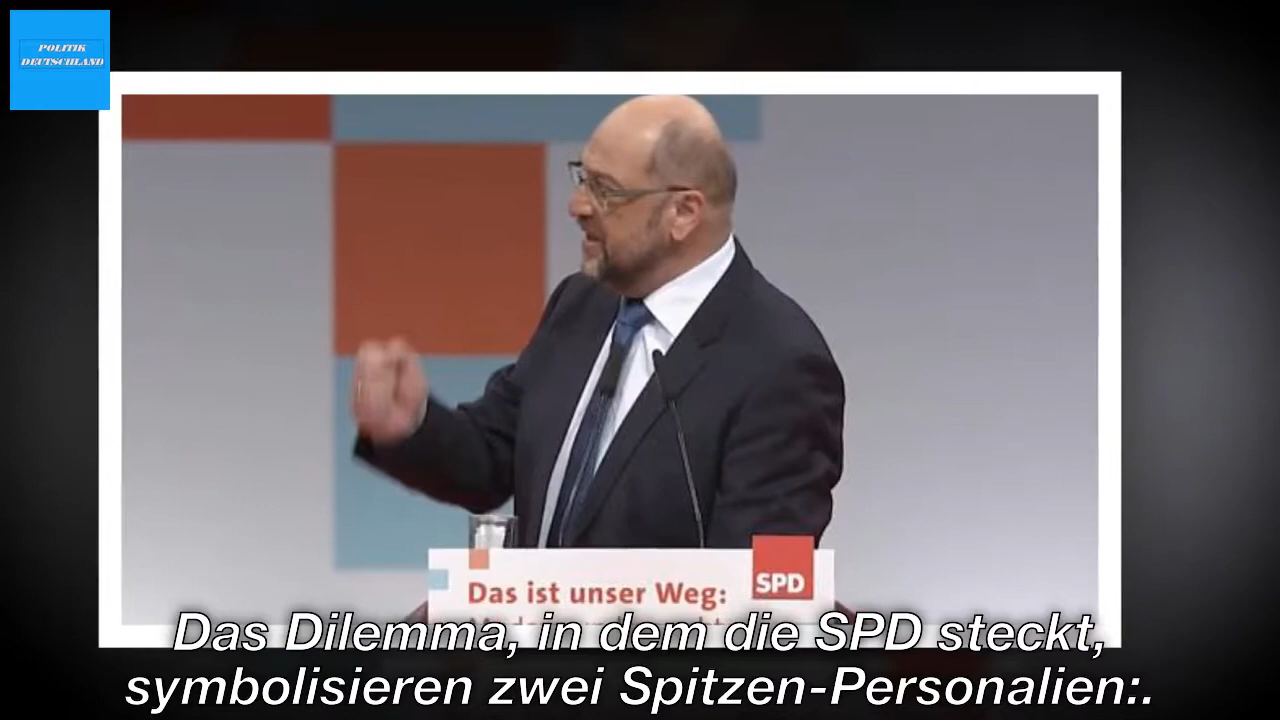 POLITIK
DEUTSCHLAND
Das ist unser Weg:
SPD
Das Dilemma, in dem die SPD steckt,
symbolisieren zwei Spitzen-Personalien:.